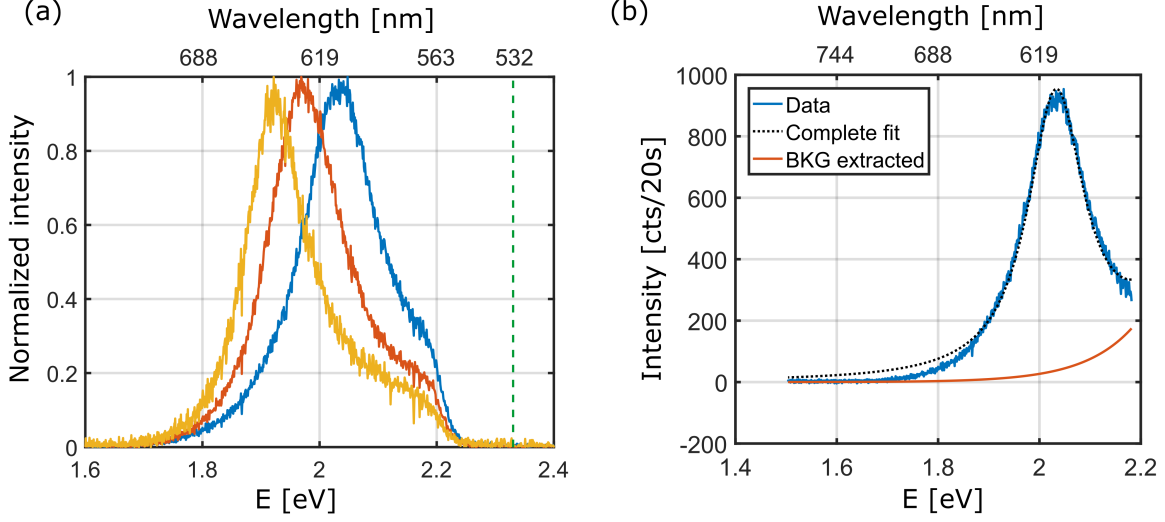 (a)
Wavelength [nm]
688 619 563 532
Normalized intensity
1
0.8
0.6
0.4
0.2
0
1.6 1.8 2 2.2 2.4
E [eV]
(b)
Wavelength [nm]
744 688 619
Intensity [cts/20s]
1000
800
600
400
200
0
-200
Data
Complete fit
BKG extracted
1.4 1.6 1.8 2 2.2
E [eV]